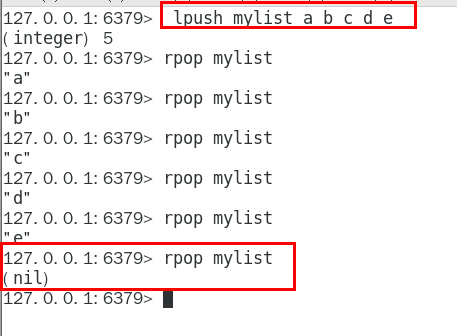 127.0.0.1:6379> lpush mylist a b c d e
(integer) 5
127.0.0.1:6379> rpop mylist
"a"
127.0.0.1:6379> rpop mylist
"b"
127.0.0.1:6379> rpop mylist
"c"
127.0.0.1:6379> rpop mylist
"d"
127.0.0.1:6379> rpop mylist
"e"
127.0.0.1:6379> rpop mylist
(nil)
127.0.0.1:6379>